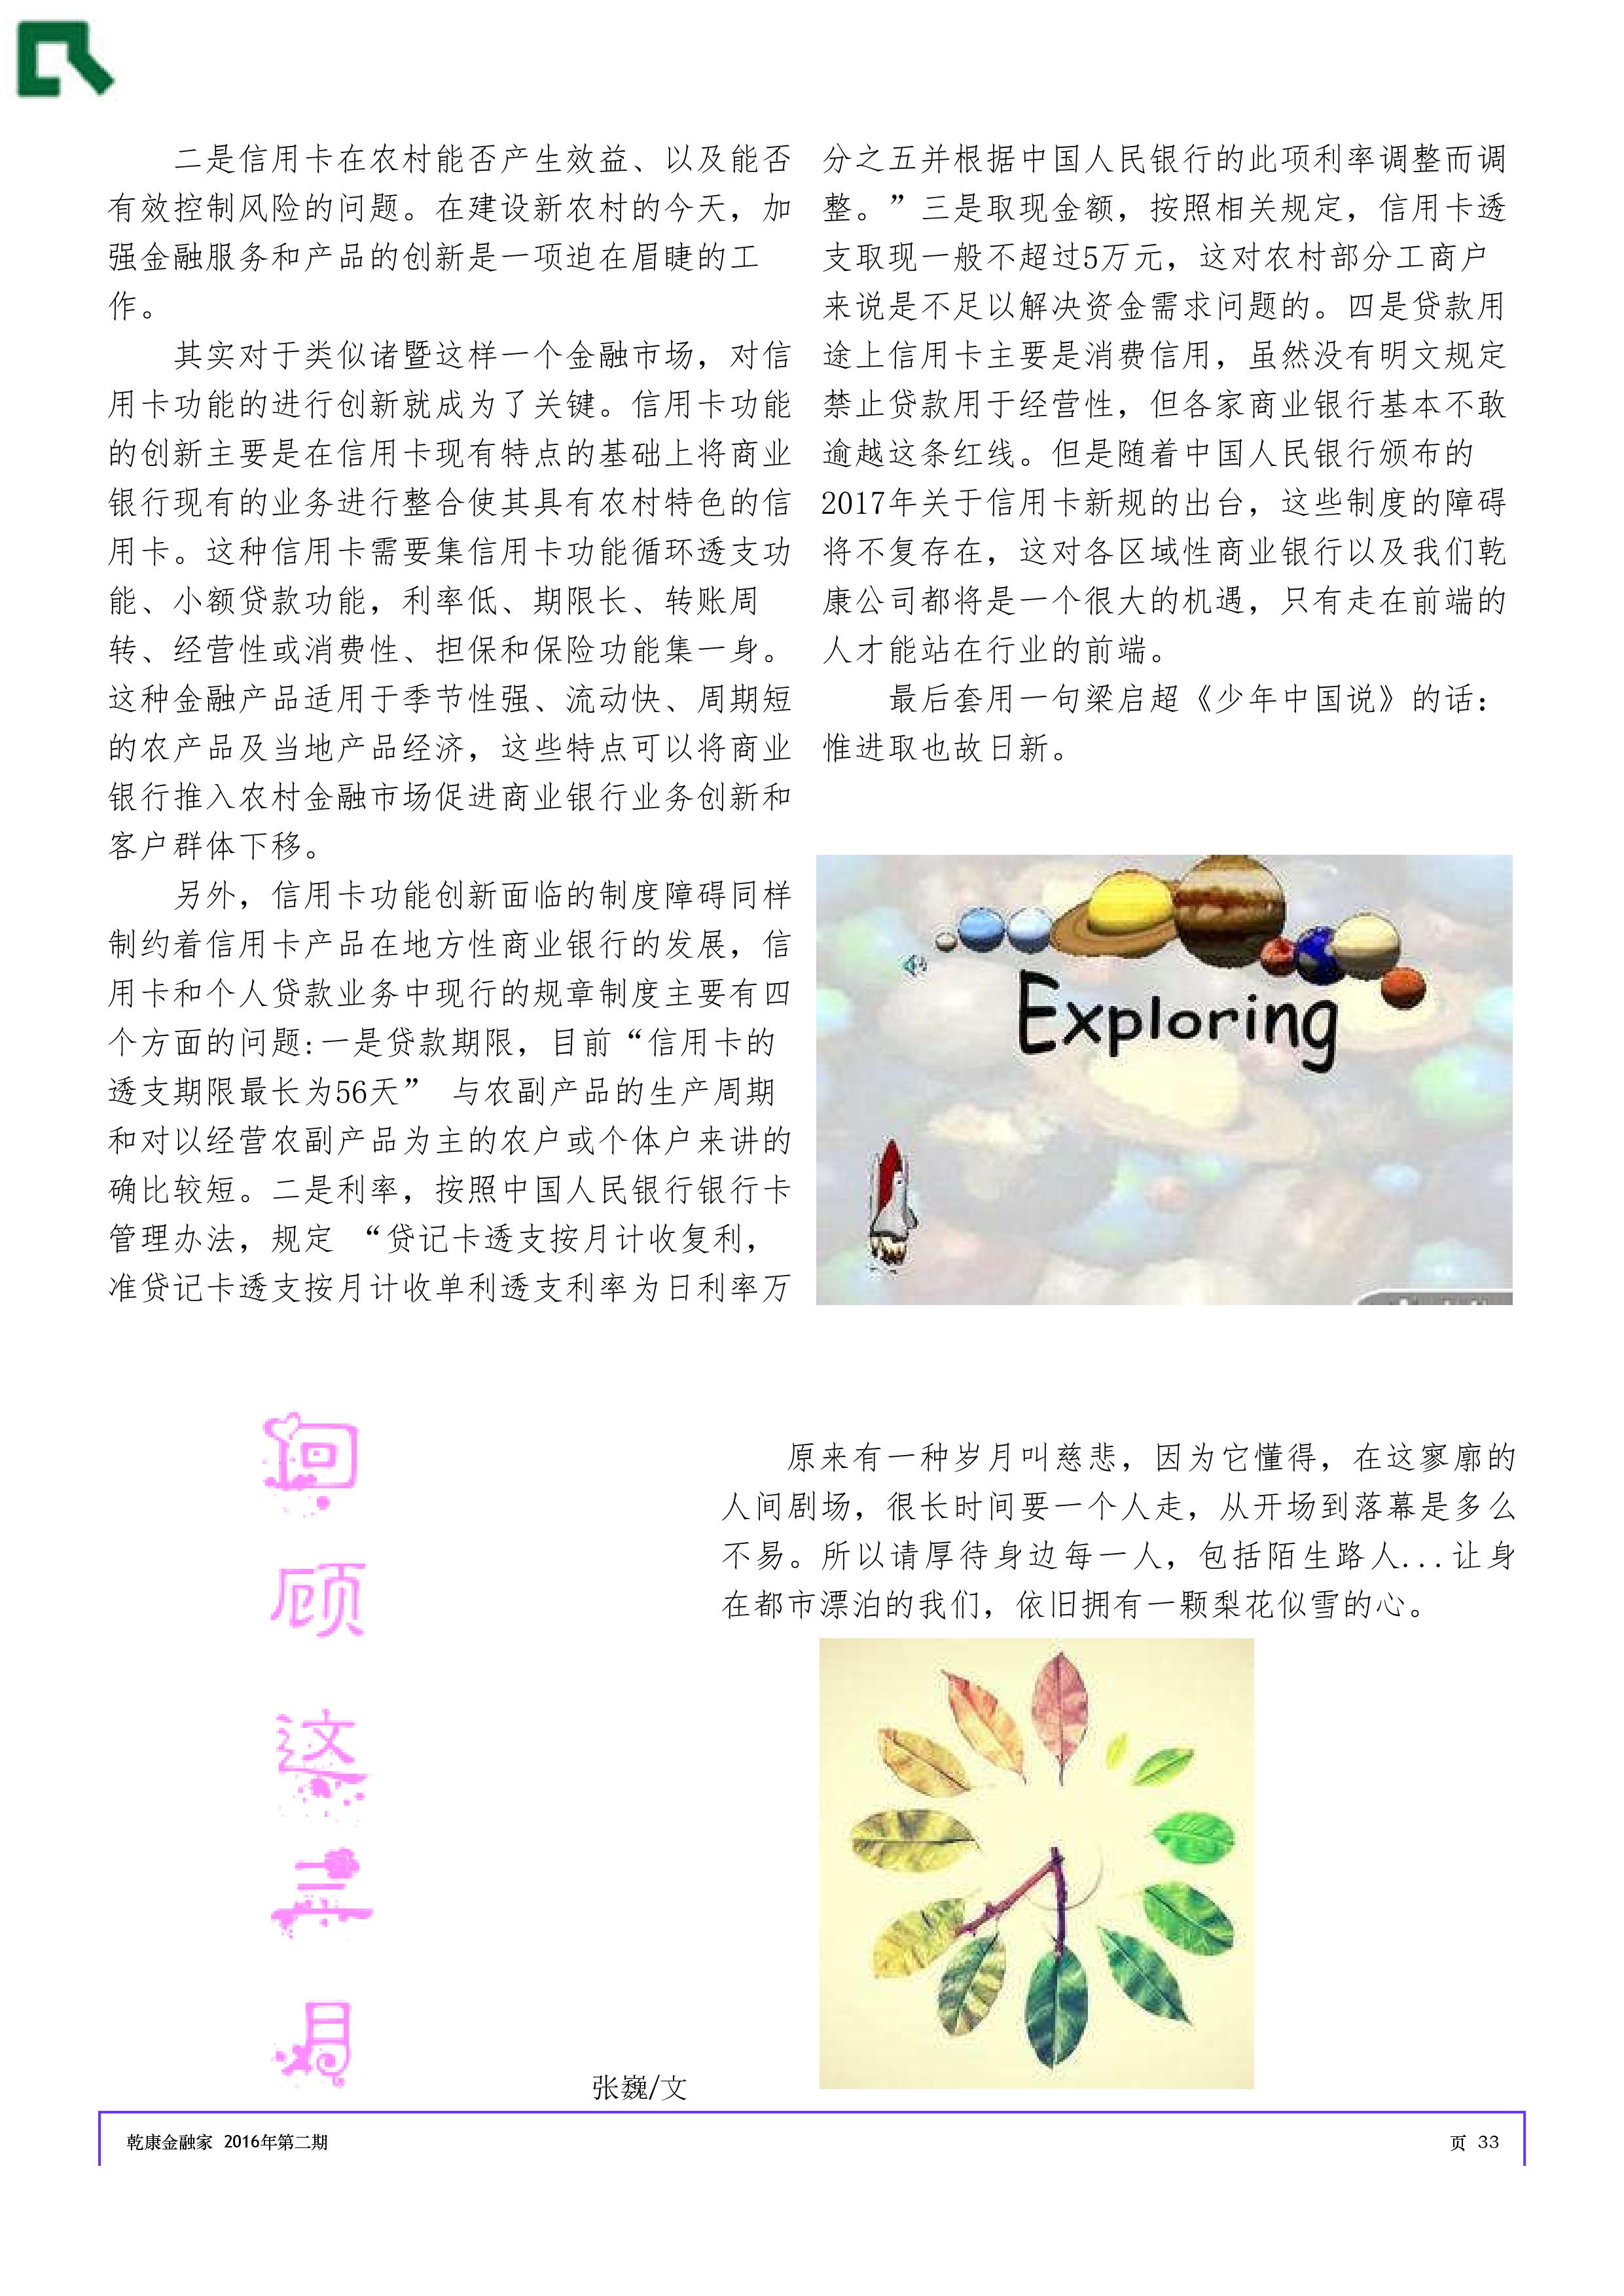 二是信用卡在农村能否产生效益、以及能否
有效控制风险的问题。在建设新农村的今天，加
强金融服务和产品的创新是一项迫在眉睫的工
作。
其实对于类似诸暨这样一个金融市场，对信
用卡功能的进行创新就成为了关键。信用卡功能
的创新主要是在信用卡现有特点的基础上将商业
银行现有的业务进行整合使其具有农村特色的信
用卡。这种信用卡需要集信用卡功能循环透支功
能、小额贷款功能，利率低、期限长、转账周
转、经营性或消费性、担保和保险功能集一身。
这种金融产品适用于季节性强、流动快、周期短
的农产品及当地产品经济，这些特点可以将商业
银行推入农村金融市场促进商业银行业务创新和
客户群体下移。
另外，信用卡功能创新面临的制度障碍同样
制约着信用卡产品在地方性商业银行的发展，信
用卡和个人贷款业务中现行的规章制度主要有四
个方面的问题:一是贷款期限，目前“信用卡的
透支期限最长为56天” 与农副产品的生产周期
和对以经营农副产品为主的农户或个体户来讲的
确比较短。二是利率，按照中国人民银行银行卡
管理办法，规定 “贷记卡透支按月计收复利，
准贷记卡透支按月计收单利透支利率为日利率万
分之五并根据中国人民银行的此项利率调整而调
整。”三是取现金额，按照相关规定，信用卡透
支取现一般不超过5万元，这对农村部分工商户
来说是不足以解决资金需求问题的。四是贷款用
途上信用卡主要是消费信用，虽然没有明文规定
禁止贷款用于经营性，但各家商业银行基本不敢
逾越这条红线。但是随着中国人民银行颁布的
2017年关于信用卡新规的出台，这些制度的障碍
将不复存在，这对各区域性商业银行以及我们乾
康公司都将是一个很大的机遇，只有走在前端的
人才能站在行业的前端。
最后套用一句梁启超《少年中国说》的话：
惟进取也故日新。
Exploring
回
顾
这
三
月
张巍/文
原来有一种岁月叫慈悲，因为它懂得，在这寥廓的
人间剧场，很长时间要一个人走，从开场到落幕是多么
不易。所以请厚待身边每一人，包括陌生路人...让身
在都市漂泊的我们，依旧拥有一颗梨花似雪的心。
乾康金融家 2016年第二期
页 33